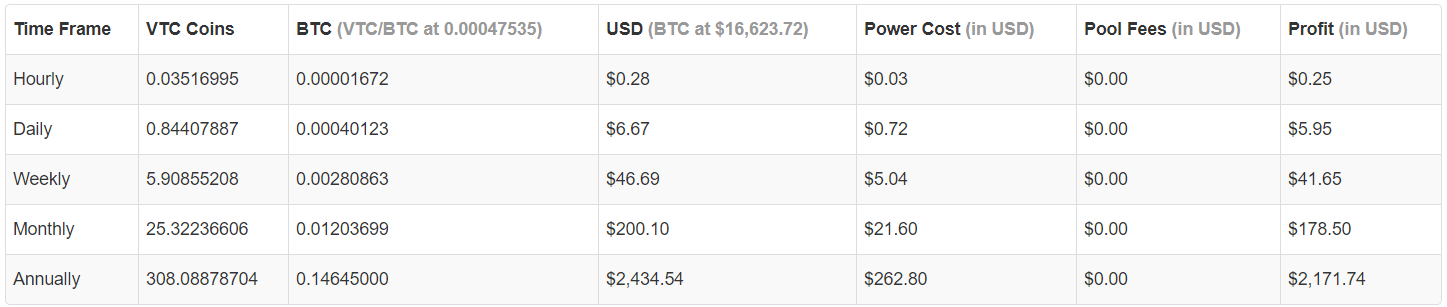 Time Frame VTC Coins BTC (VTC/BTC at 0.00047535) USD (BTC at $16,623.72) Power Cost (in USD) Pool Fees (in USD) Profit (in USD)
Hourly 0.03516995 0.00001672 $0.28 $0.03 $0.00 $0.25
Daily 0.84407887 0.00040123 $6.67 $0.72 $0.00 $5.95
Weekly 5.90855208 0.00280863 $46.69 $5.04 $0.00 $41.65
Monthly 25.32236606 0.01203699 $200.10 $21.60 $0.00 $178.50
Annually 308.08878704 0.14645000 $2,434.54 $262.80 $0.00 $2,171.74